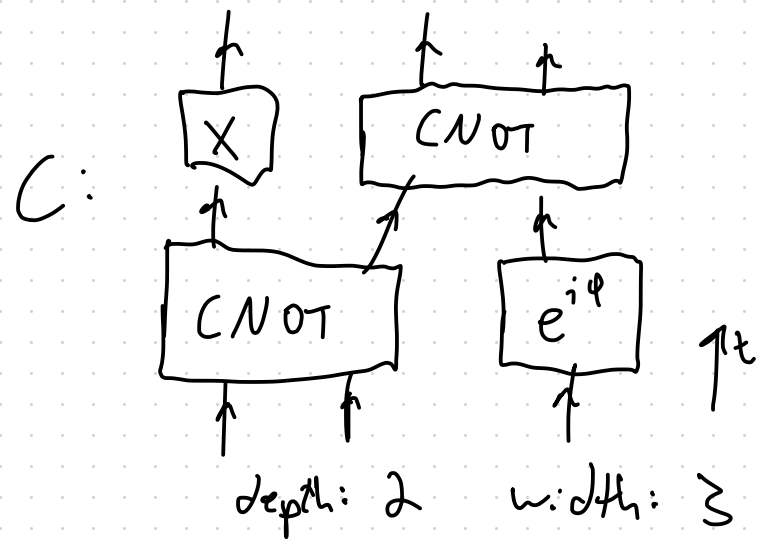 X CNOT
C:
CNOT e^{iφ}
t
depth: 2 width: 3